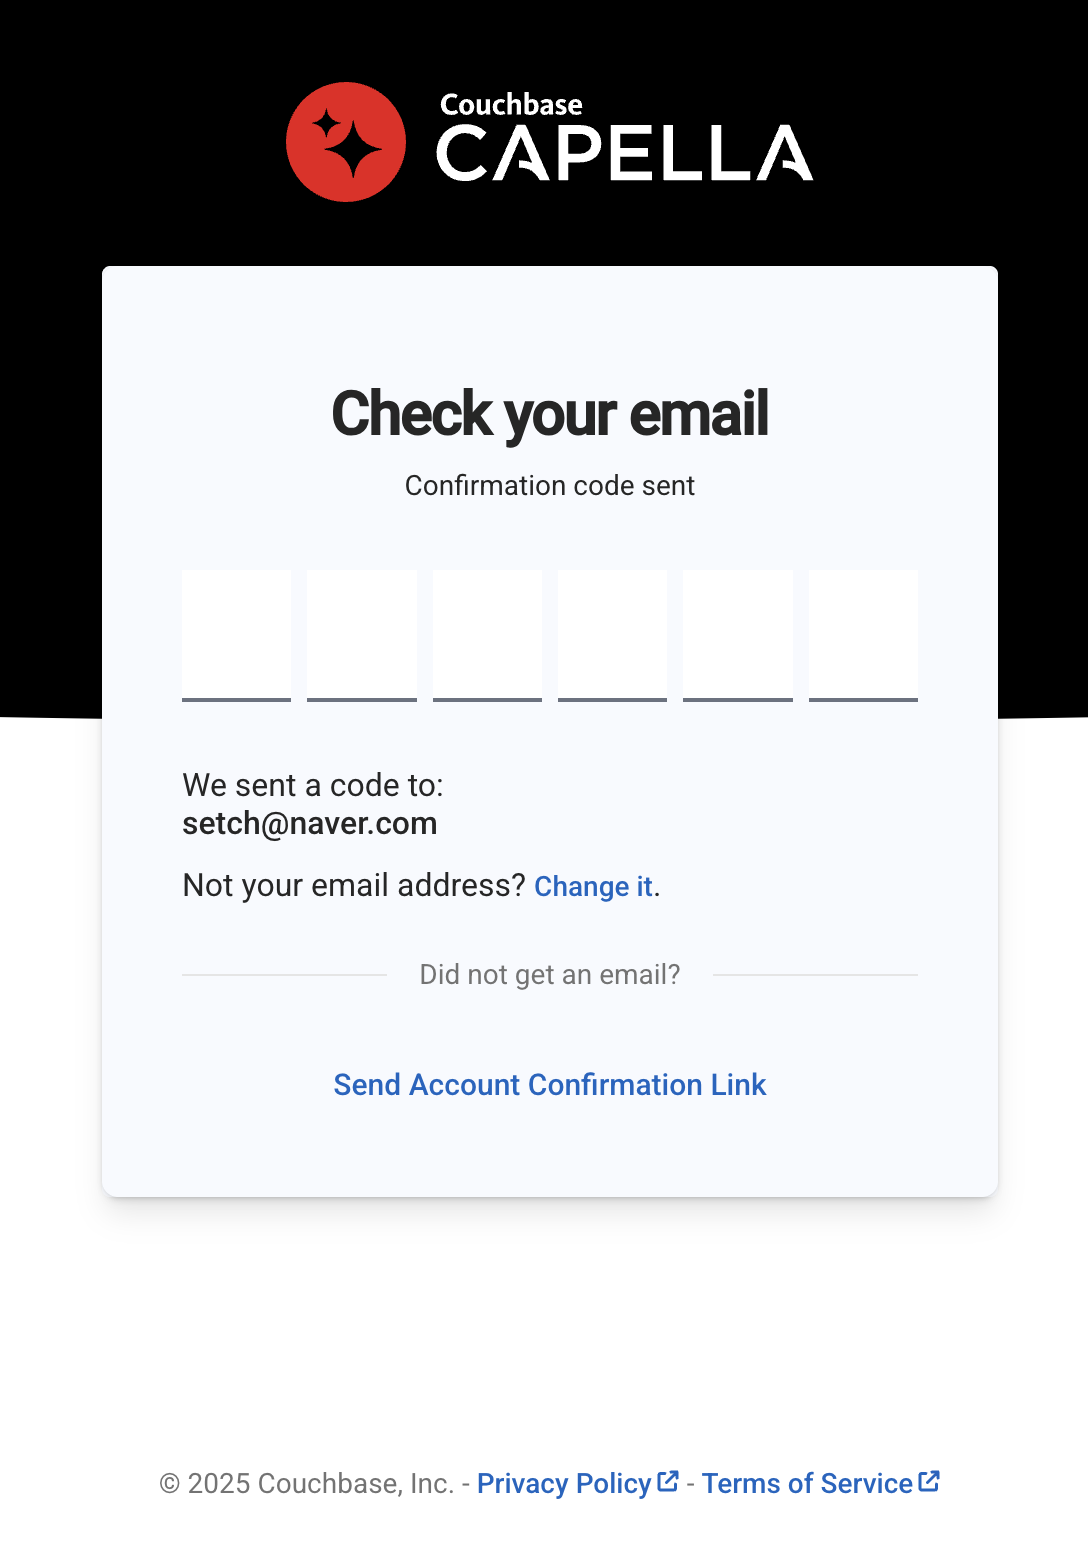 Couchbase
CAPELLA
Check your email
Confirmation code sent
We sent a code to:
setch@naver.com
Not your email address? Change it.
Did not get an email?
Send Account Confirmation Link
© 2025 Couchbase, Inc. - Privacy Policy - Terms of Service